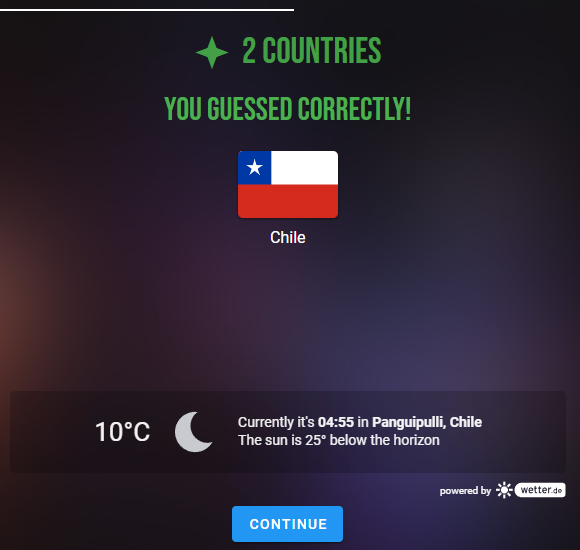 2 COUNTRIES
YOU GUESSED CORRECTLY!
Chile
10°C
Currently it's 04:55 in Panguipulli, Chile
The sun is 25° below the horizon
powered by wetter.de
CONTINUE